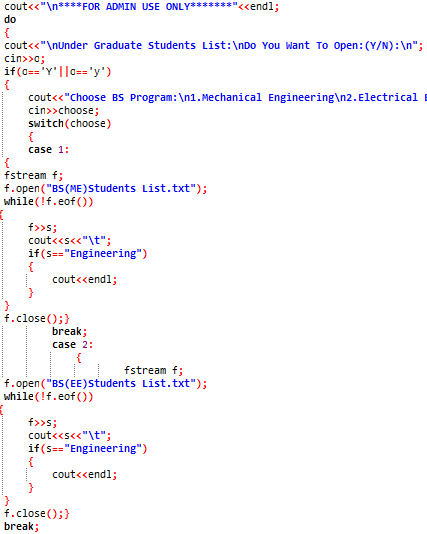 cout<<"\n****FOR ADMIN USE ONLY*******"<<endl;
do
{
cout<<"\nUnder Graduate Students List:\nDo You Want To Open:(Y/N):\n";
cin>>o;
if(o=='Y'||o=='y')
{
cout<<"Choose BS Program:\n1.Mechanical Engineering\n2.Electrical E
cin>>choose;
switch(choose)
{
case 1:
{
fstream f;
f.open("BS(ME)Students List.txt");
while(!f.eof())
{
f>>s;
cout<<s<<"\t";
if(s=="Engineering")
{
cout<<endl;
}
}
f.close();}
break;
case 2:
{
fstream f;
f.open("BS(EE)Students List.txt");
while(!f.eof())
{
f>>s;
cout<<s<<"\t";
if(s=="Engineering")
{
cout<<endl;
}
}
f.close();}
break;